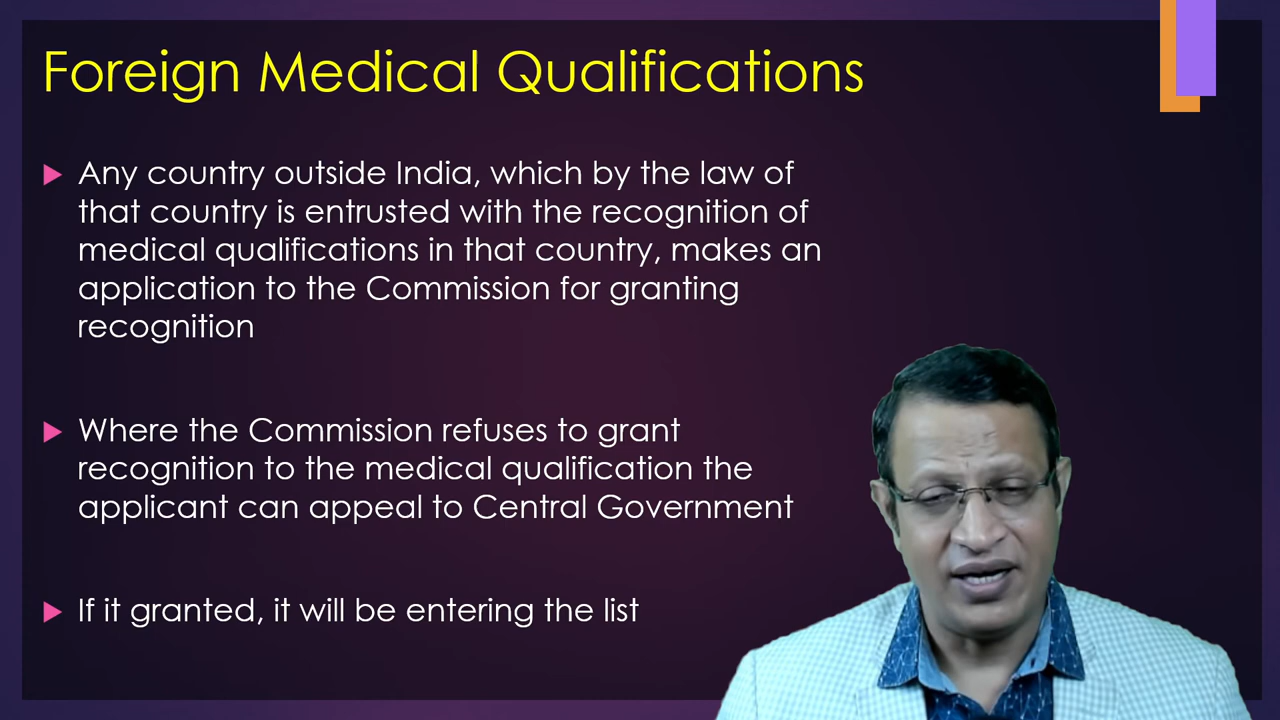 Foreign Medical Qualifications
Any country outside India, which by the law of
that country is entrusted with the recognition of
medical qualifications in that country, makes an
application to the Commission for granting
recognition
Where the Commission refuses to grant
recognition to the medical qualification the
applicant can appeal to Central Government
If it granted, it will be entering the list